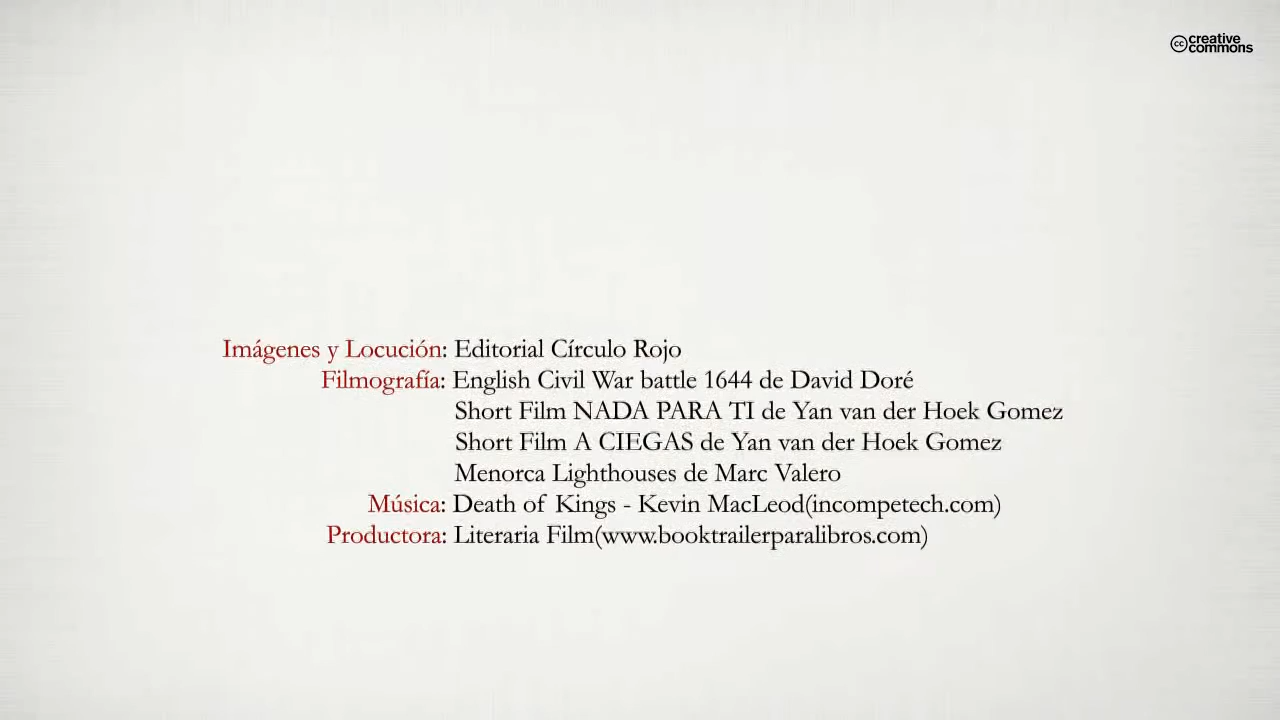 creative
commons
Imágenes y Locución: Editorial Círculo Rojo
Filmografía: English Civil War battle 1644 de David Doré
Short Film NADA PARA TI de Yan van der Hoek Gomez
Short Film A CIEGAS de Yan van der Hoek Gomez
Menorca Lighthouses de Marc Valero
Música: Death of Kings - Kevin MacLeod(incompetech.com)
Productora: Literaria Film(www.booktrailerparalibros.com)